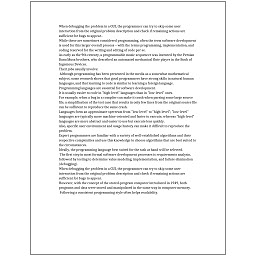 When debugging the problem in a GUI, the programmer can try to skip some user
interaction from the original problem description and check if remaining actions are
sufficient for bugs to appear.
While these are sometimes considered programming, often the term software development
is used for this larger overall process – with the terms programming, implementation, and
coding reserved for the writing and editing of code per se.
As early as the 9th century, a programmable music sequencer was invented by the Persian
Banu Musa brothers, who described an automated mechanical flute player in the Book of
Ingenious Devices.
Their jobs usually involve:
Although programming has been presented in the media as a somewhat mathematical
subject, some research shows that good programmers have strong skills in natural human
languages, and that learning to code is similar to learning a foreign language.
Programming languages are essential for software development.
It is usually easier to code in "high-level" languages than in "low-level" ones.
For example, when a bug in a compiler can make it crash when parsing some large source
file, a simplification of the test case that results in only few lines from the original source file
can be sufficient to reproduce the same crash.
Languages form an approximate spectrum from "low-level" to "high-level"; "low-level"
languages are typically more machine-oriented and faster to execute, whereas "high-level"
languages are more abstract and easier to use but execute less quickly.
Also, specific user environment and usage history can make it difficult to reproduce the
problem.
Expert programmers are familiar with a variety of well-established algorithms and their
respective complexities and use this knowledge to choose algorithms that are best suited to
the circumstances.
Ideally, the programming language best suited for the task at hand will be selected.
The first step in most formal software development processes is requirements analysis,
followed by testing to determine value modeling, implementation, and failure elimination
(debugging).
When debugging the problem in a GUI, the programmer can try to skip some user
interaction from the original problem description and check if remaining actions are
sufficient for bugs to appear.
However, with the concept of the stored-program computer introduced in 1949, both
programs and data were stored and manipulated in the same way in computer memory.
Following a consistent programming style often helps readability.